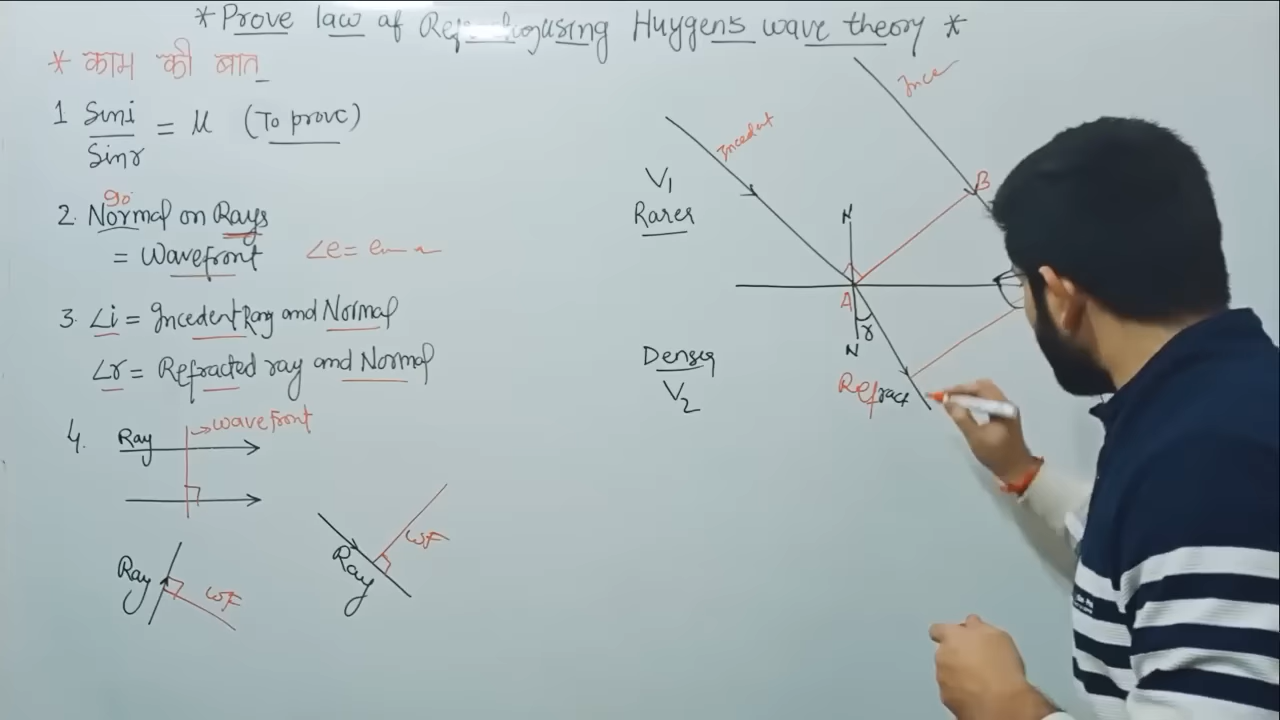 * Prove law of using Huygens wave theory *
* काम की बात
1 Sini / Sinr = μ (To prove)
90
2. Normal on Rays
= Wavefront
3. ∠i = Incedent Ray and Normal
∠r = Refracted ray and Normal
4. Ray → wavefront
Ray WF
Ray WF
Incedent
Ince
V1
Rarer
N
B
A
r
N
Denser
V2
Refract